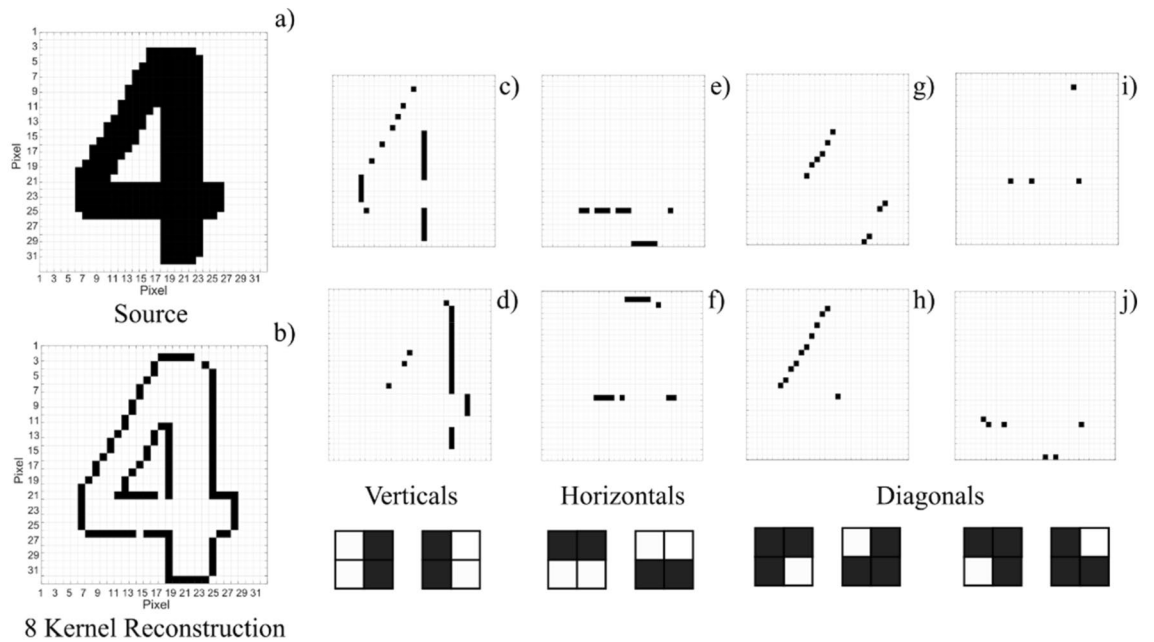 a)
1
3
5
7
9
11
13
15
17
19
21
23
25
27
29
31
Pixel
1 3 5 7 9 11 13 15 17 19 21 23 25 27 29 31
Pixel
Source
b)
1
3
5
7
9
11
13
15
17
19
21
23
25
27
29
31
Pixel
1 3 5 7 9 11 13 15 17 19 21 23 25 27 29 31
Pixel
8 Kernel Reconstruction
c) e) g) i)
d) f) h) j)
Verticals Horizontals Diagonals